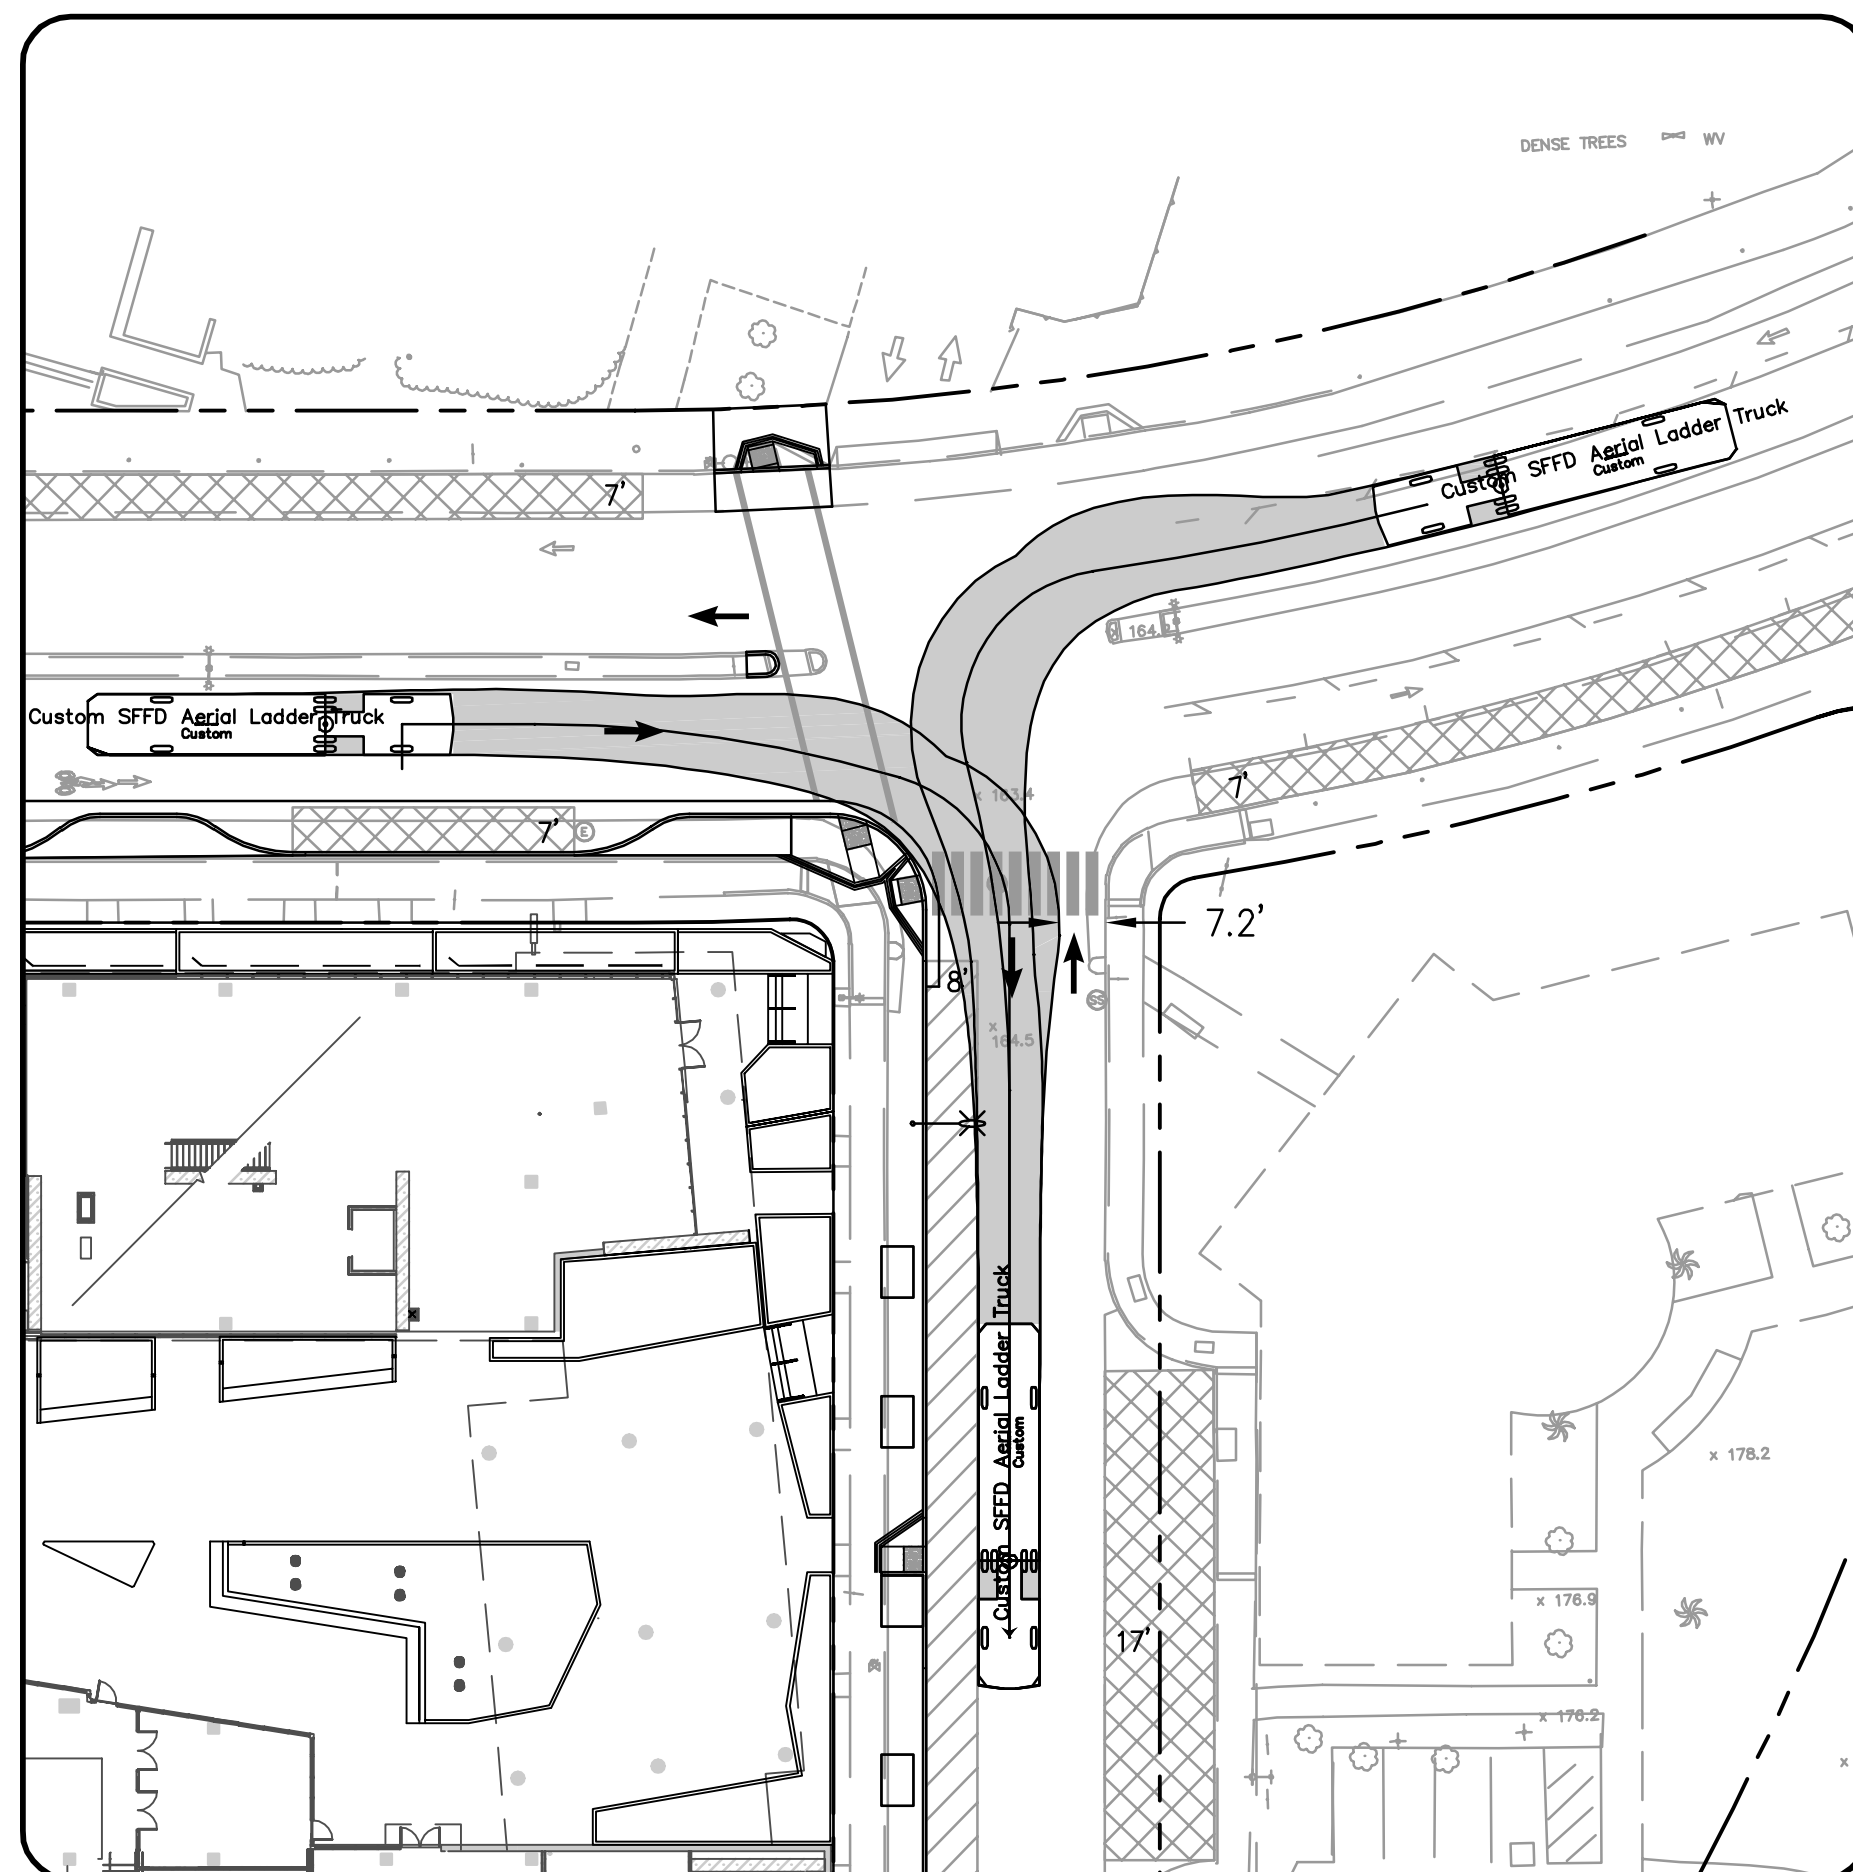 DENSE TREES WV
Custom SFFD Aerial Ladder Truck
Custom
7'
164.2
Custom SFFD Aerial Ladder Truck
Custom
7'
x 163.4
7'
E
7.2'
8'
SS
x
164.5
Custom SFFD Aerial Ladder Truck
Custom
x 178.2
x 176.9
17'
x 176.2
x